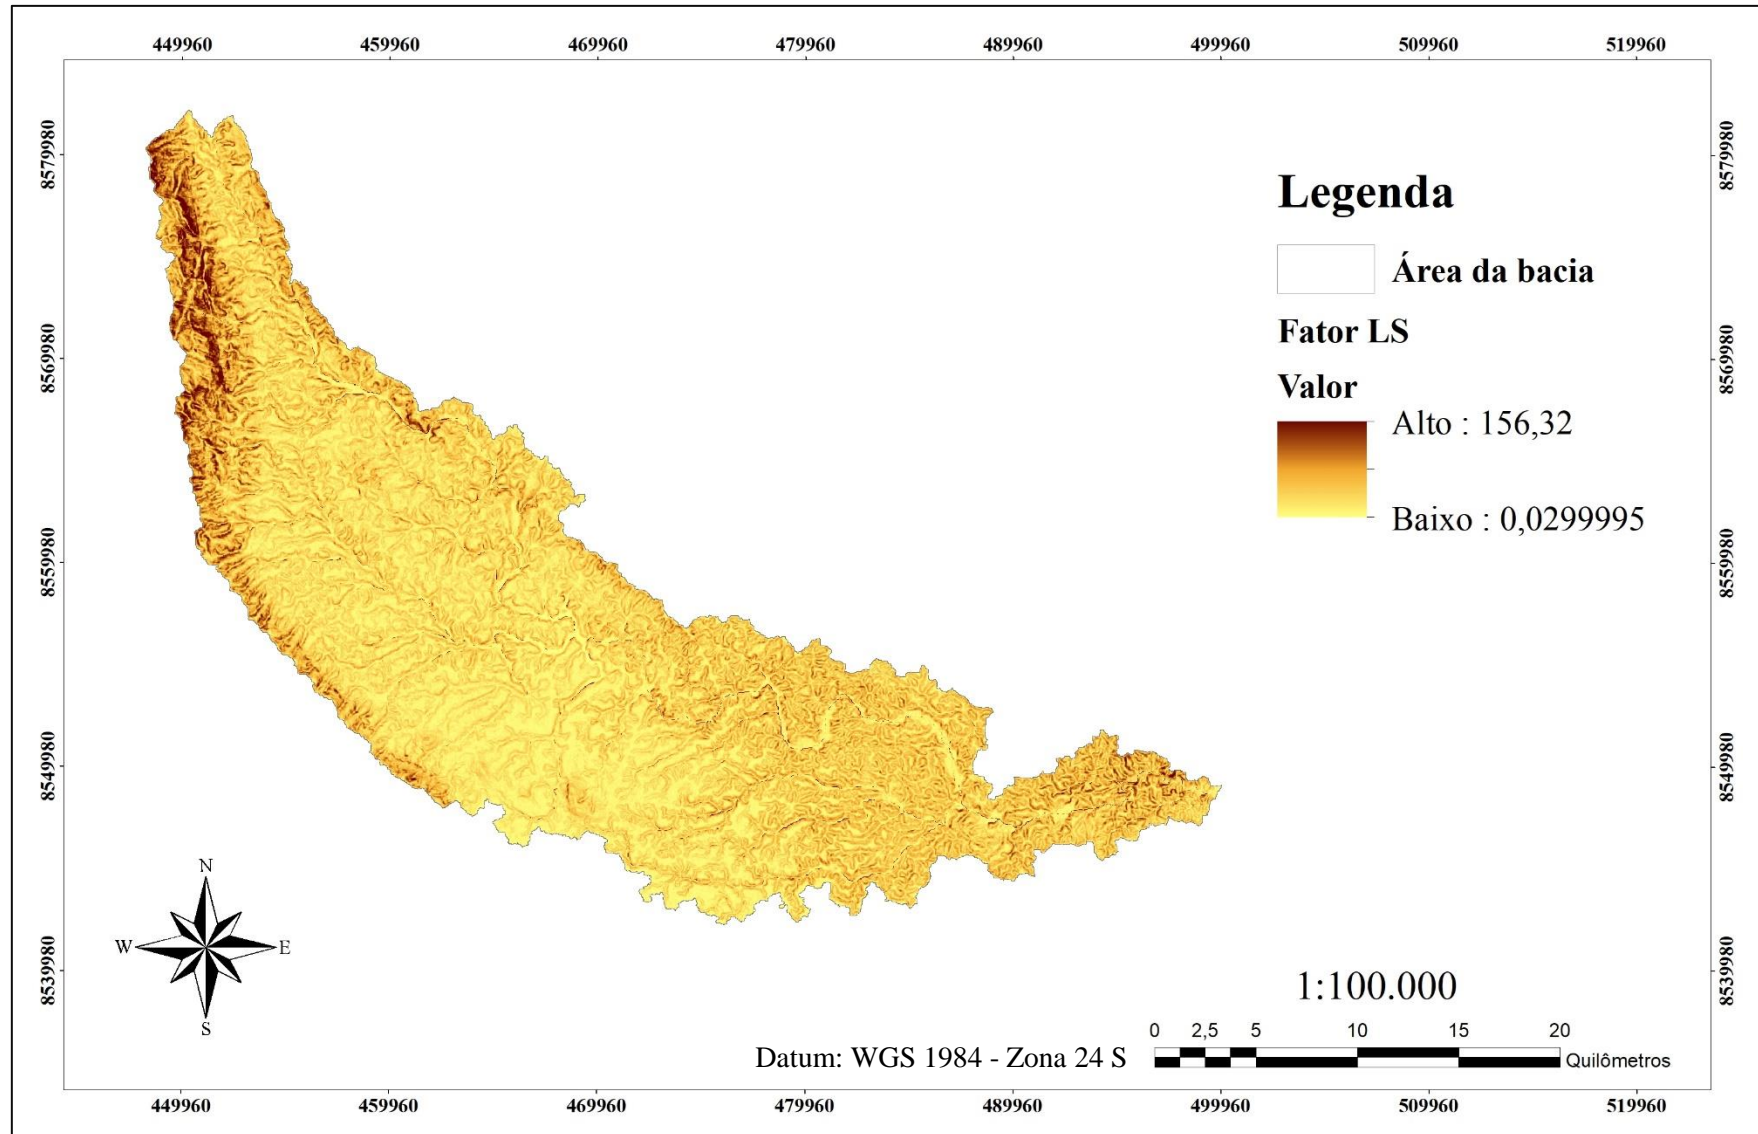 449960 459960 469960 479960 489960 499960 509960 519960
8579980
8569980
8559980
8549980
8539980
8579980
8569980
8559980
8549980
8539980
Legenda
Área da bacia
Fator LS
Valor
Alto : 156,32
Baixo : 0,0299995
N
W E
S
1:100.000
0 2,5 5 10 15 20
Datum: WGS 1984 - Zona 24 S
Quilômetros
449960 459960 469960 479960 489960 499960 509960 519960